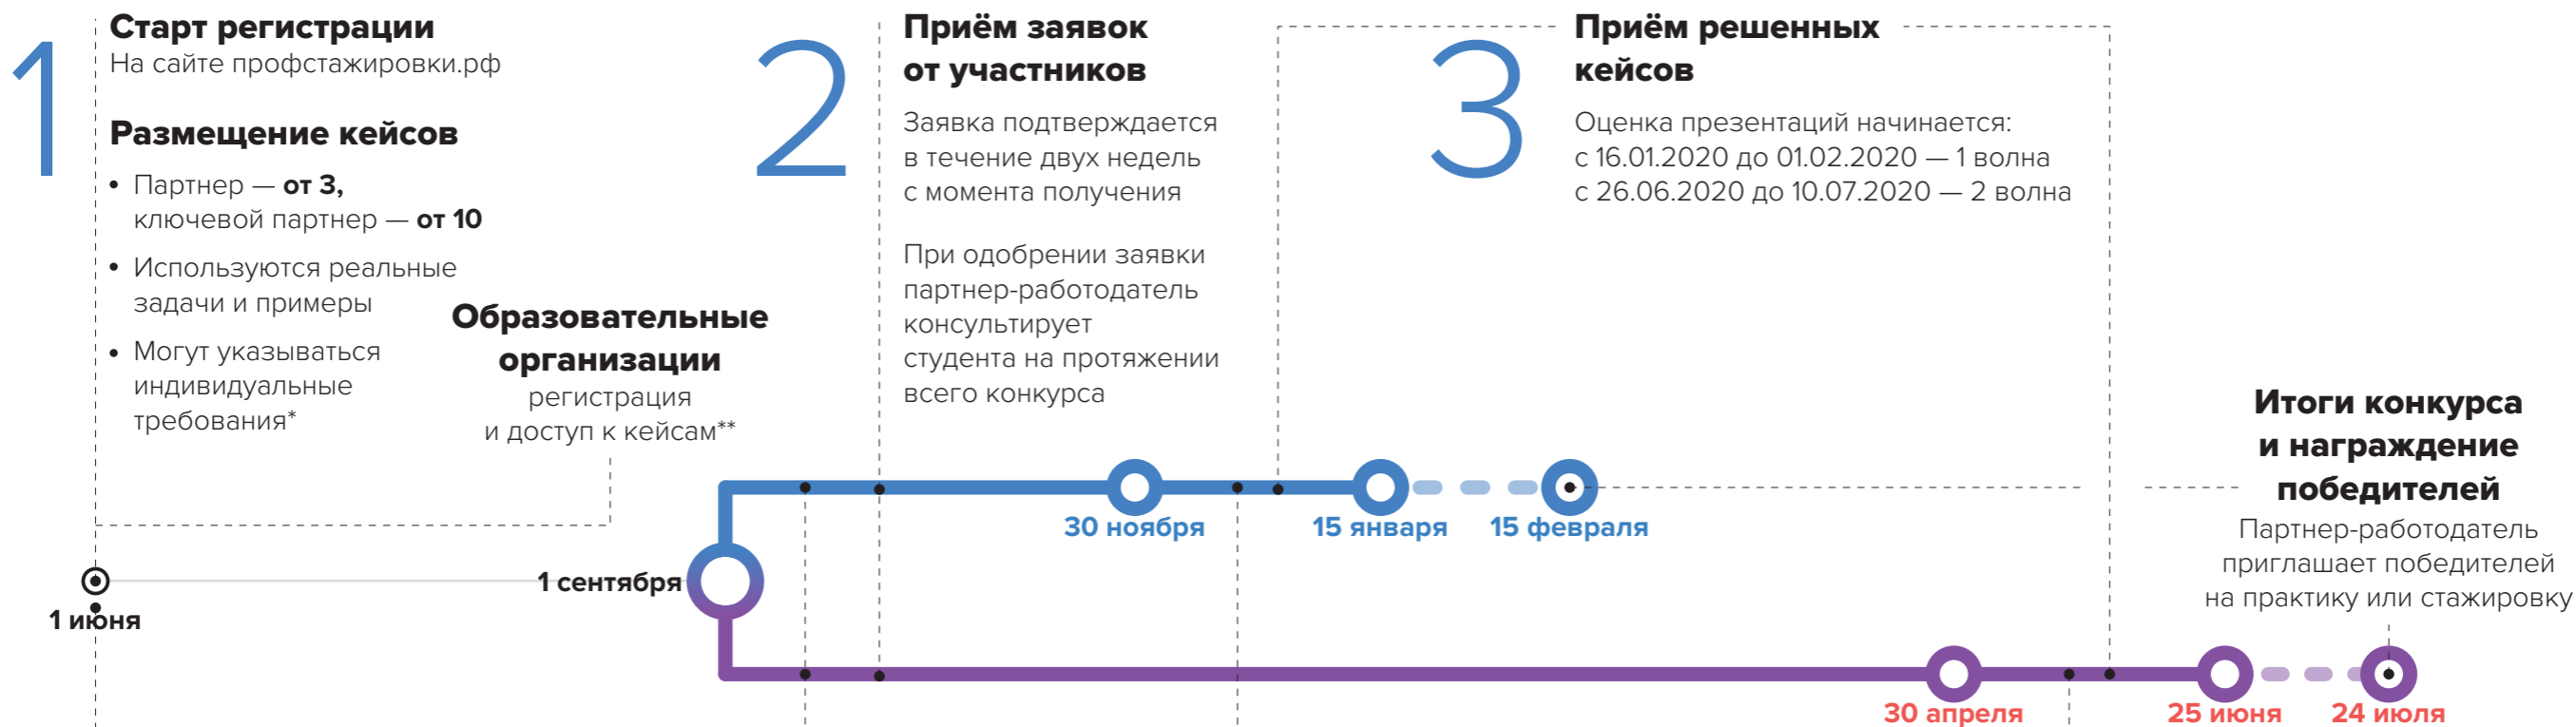 1
Старт регистрации
На сайте профстажировки.рф
Размещение кейсов
• Партнер — от 3,
ключевой партнер — от 10
• Используются реальные
задачи и примеры
• Могут указываться
индивидуальные
требования*
Образовательные
организации
регистрация
и доступ к кейсам**
2
Приём заявок
от участников
Заявка подтверждается
в течение двух недель
с момента получения
При одобрении заявки
партнер-работодатель
консультирует
студента на протяжении
всего конкурса
3
Приём решенных
кейсов
Оценка презентаций начинается:
с 16.01.2020 до 01.02.2020 — 1 волна
с 26.06.2020 до 10.07.2020 — 2 волна
Итоги конкурса
и награждение
победителей
Партнер-работодатель
приглашает победителей
на практику или стажировку
30 ноября
15 января
15 февраля
1 сентября
1 июня
30 апреля
25 июня
24 июля